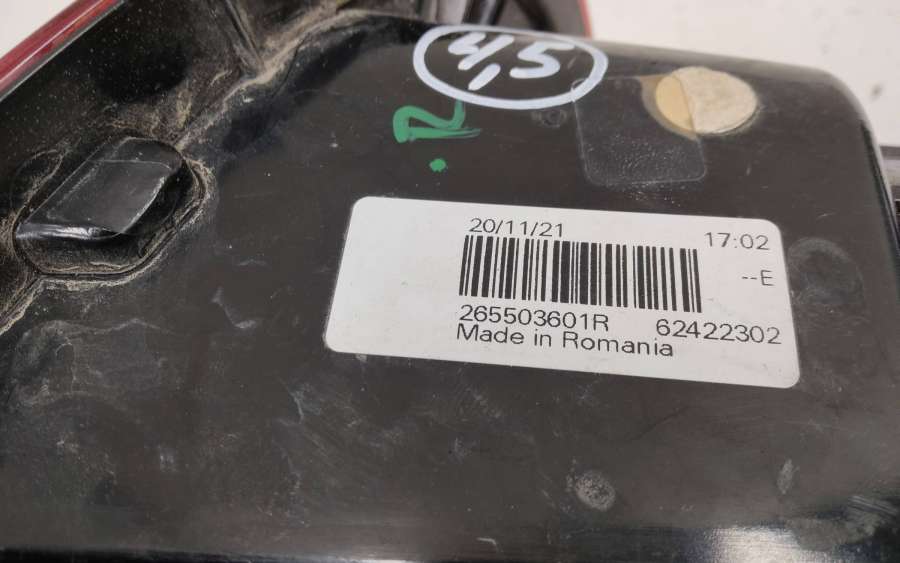 4,5
.R
20/11/21 17:02
--E
265503601R 62422302
Made in Romania